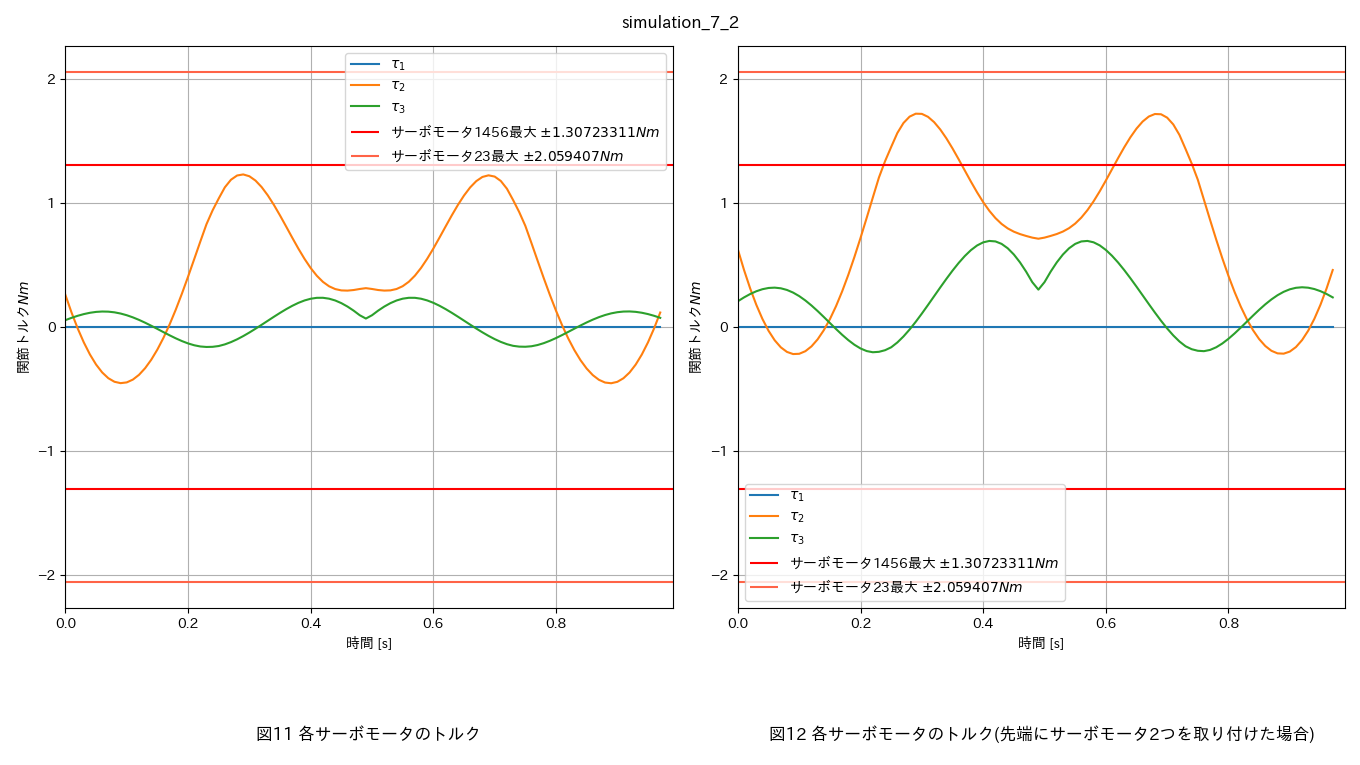 simulation_7_2
τ1
τ2
τ3
サーボモータ1456最大 ±1.30723311Nm
サーボモータ23最大 ±2.059407Nm
2
1
0
−1
−2
関節トルクNm
0.0 0.2 0.4 0.6 0.8
時間 [s]
図11 各サーボモータのトルク
2
1
0
−1
−2
関節トルクNm
τ1
τ2
τ3
サーボモータ1456最大 ±1.30723311Nm
サーボモータ23最大 ±2.059407Nm
0.0 0.2 0.4 0.6 0.8
時間 [s]
図12 各サーボモータのトルク(先端にサーボモータ2つを取り付けた場合)